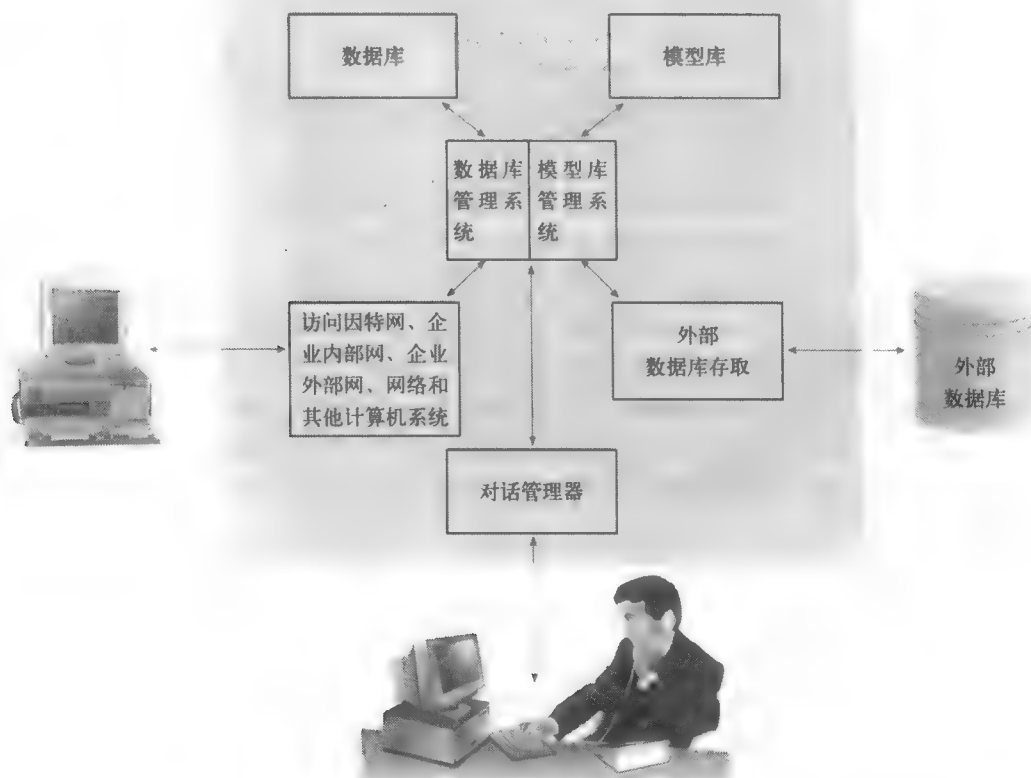 数据库
模型库
数据库
管理系
统
模型库
管理系
统
访问因特网、企
业内部网、企业
外部网、网络和
其他计算机系统
外部
数据库存取
外部
数据库
对话管理器